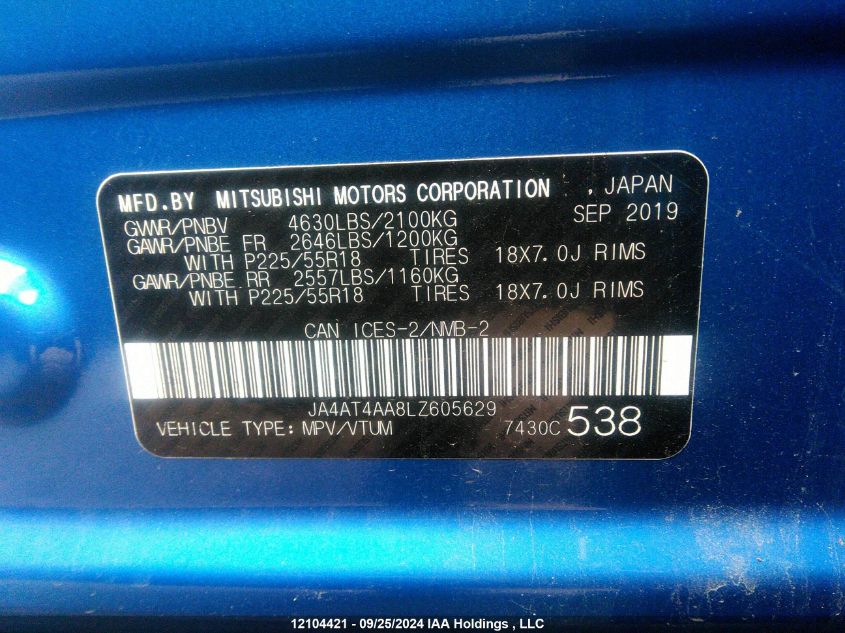 MFD.BY MITSUBISHI MOTORS CORPORATION , JAPAN
SEP 2019
GVWR/PNBV 4630LBS/2100KG
GAWR/PNBE FR 2646LBS/1200KG
WITH P225/55R18 TIRES 18X7.0J RIMS
GAWR/PNBE RR 2557LBS/1160KG
WITH P225/55R18 TIRES 18X7.0J RIMS
CAN ICES-2/NMB-2
JA4AT4AA8LZ605629
VEHICLE TYPE: MPV/VTUM 7430C 538
12104421 - 09/25/2024 IAA Holdings , LLC